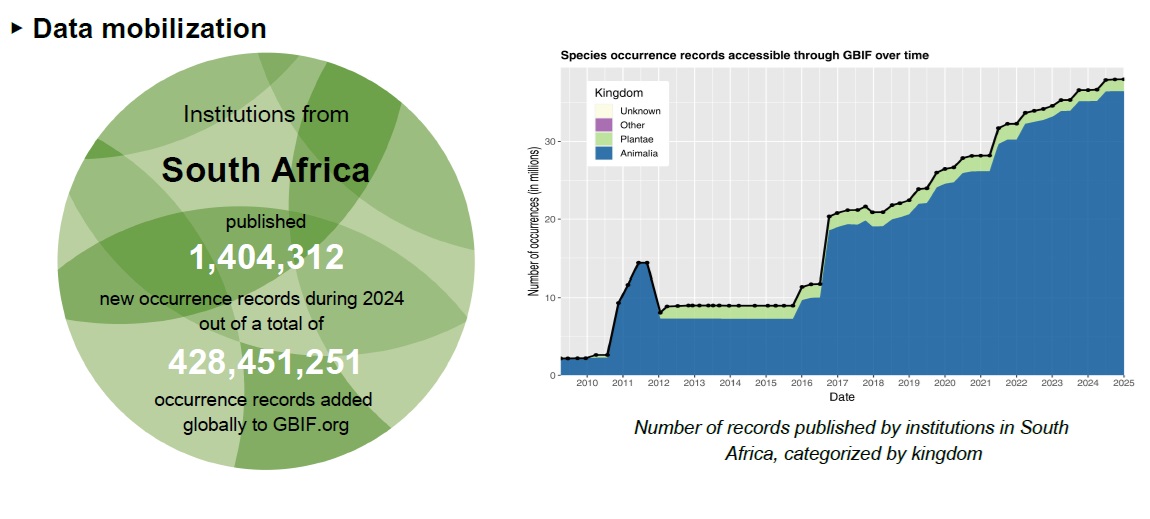 ▸ Data mobilization
Institutions from
South Africa
published
1,404,312
new occurrence records during 2024
out of a total of
428,451,251
occurrence records added
globally to GBIF.org
Species occurrence records accessible through GBIF over time
Kingdom
Unknown
Other
Plantae
Animalia
Number of occurrences (in millions)
30
20
10
0
2010 2011 2012 2013 2014 2015 2016 2017 2018 2019 2020 2021 2022 2023 2024 2025
Date
Number of records published by institutions in South
Africa, categorized by kingdom